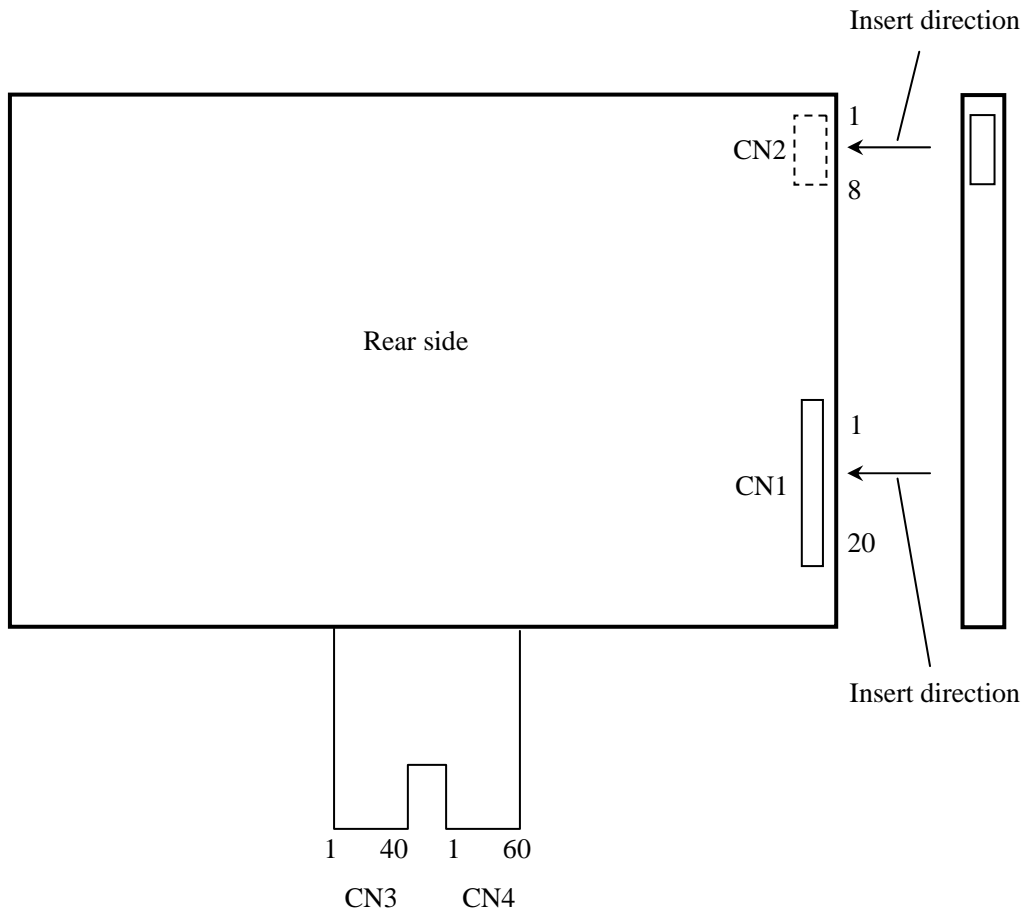 Insert direction
1
CN2
8
Rear side
1
CN1
20
Insert direction
1 40 1 60
CN3 CN4